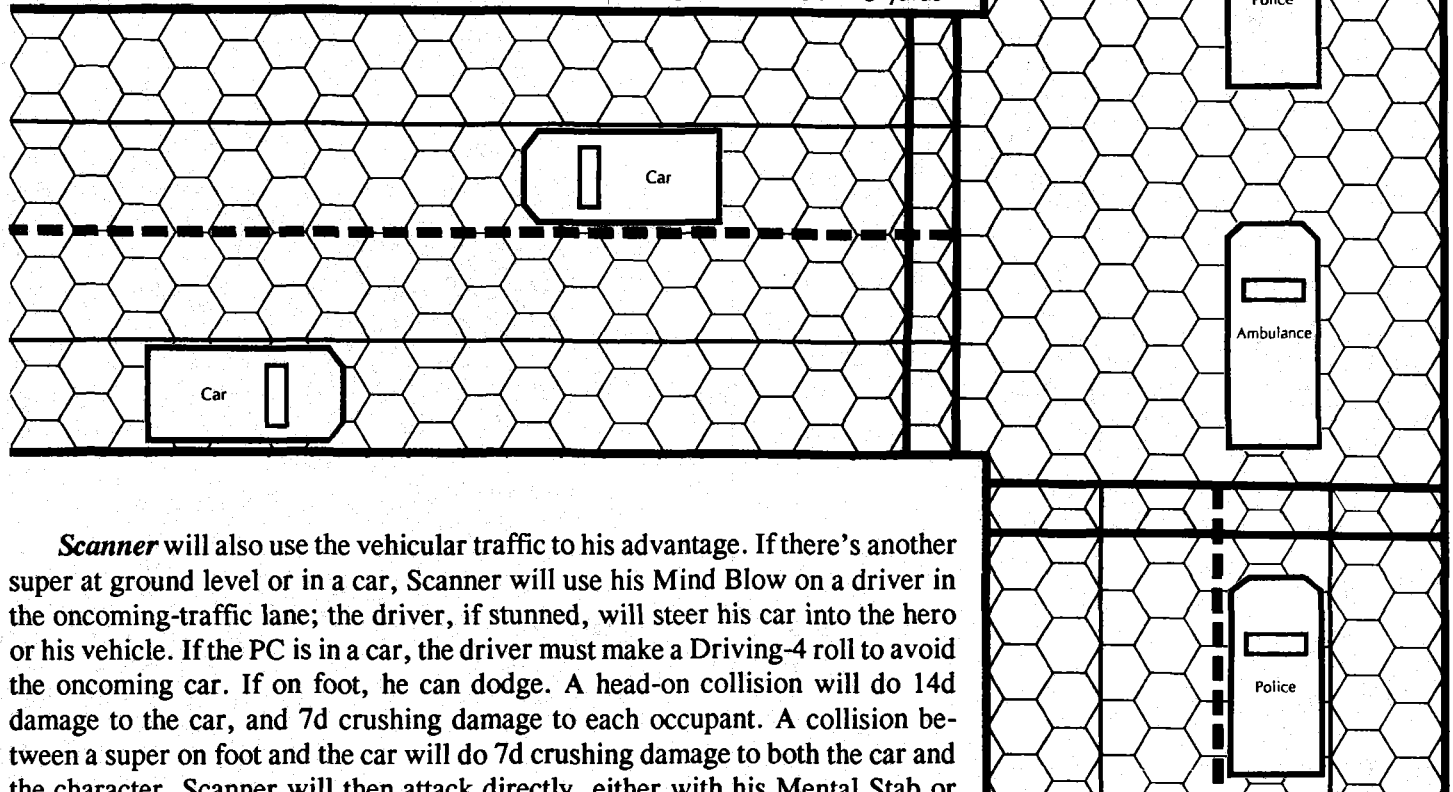 Police
Car
Car
Ambulance
Scanner will also use the vehicular traffic to his advantage. If there's another
super at ground level or in a car, Scanner will use his Mind Blow on a driver in
the oncoming-traffic lane; the driver, if stunned, will steer his car into the hero
or his vehicle. If the PC is in a car, the driver must make a Driving-4 roll to avoid
the oncoming car. If on foot, he can dodge. A head-on collision will do 14d
damage to the car, and 7d crushing damage to each occupant. A collision be-
tween a super on foot and the car will do 7d crushing damage to both the car and
the character. Scanner will then attack directly, either with his Mental Stab or
Police